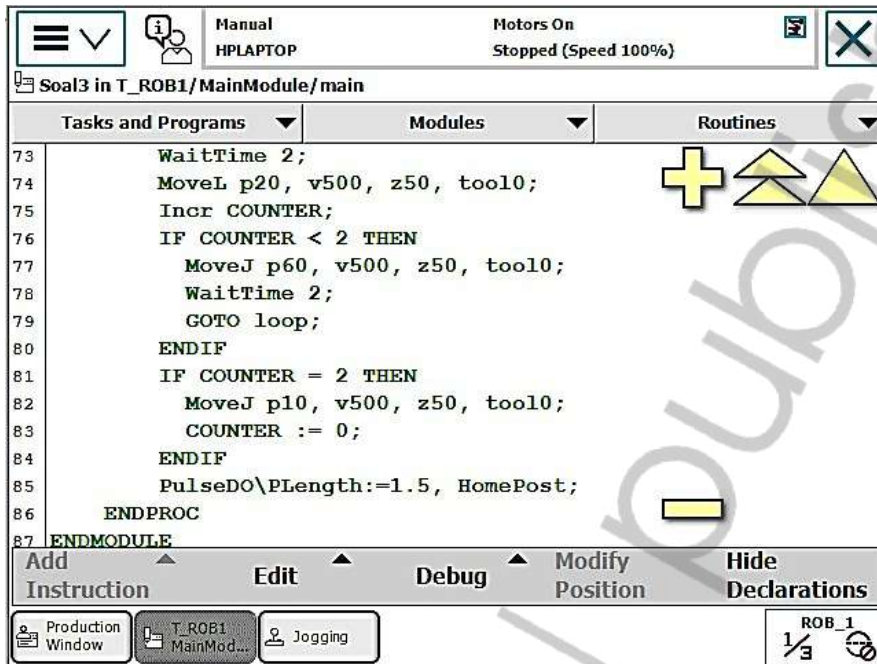 Manual
HPLAPTOP
Motors On
Stopped (Speed 100%)
Soal3 in T_ROB1/MainModule/main
Tasks and Programs
Modules
Routines
73 WaitTime 2;
74 MoveL p20, v500, z50, tool0;
75 Incr COUNTER;
76 IF COUNTER < 2 THEN
77 MoveJ p60, v500, z50, tool0;
78 WaitTime 2;
79 GOTO loop;
80 ENDIF
81 IF COUNTER = 2 THEN
82 MoveJ p10, v500, z50, tool0;
83 COUNTER := 0;
84 ENDIF
85 PulseDO\PLength:=1.5, HomePost;
86 ENDPROC
87 ENDMODULE
Add Instruction
Edit
Debug
Modify Position
Hide Declarations
Production Window
T_ROB1 MainMod...
Jogging
ROB_1
1/3
publis